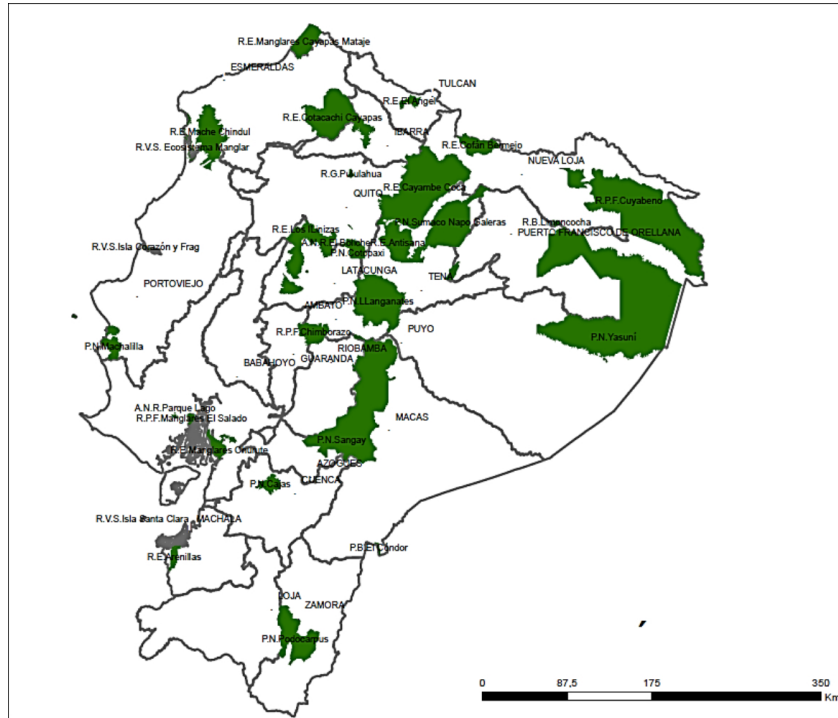 R.E.Manglares Cayapas Mataje
ESMERALDAS
TULCAN
R.E.El Angel
R.E.Cotacachi Cayapas
R.E.Mache Chindul
IBARRA
R.V.S. Ecosistema Manglar
R.E.Cofan Bermejo
NUEVA LOJA
R.G.Pululahua
R.E.Cayambe Coca
QUITO
R.P.F.Cuyabeno
P.N.Sumaco Napo Galeras
R.B.Limoncocha
R.E.Los Ilinizas
PUERTO FRANCISCO DE ORELLANA
A.N.R.El Boliche
R.E.Antisana
R.V.S.Isla Corazón y Frag
P.N.Cotopaxi
LATACUNGA
TENA
PORTOVIEJO
P.N.LLanganates
AMBATO
R.P.F.Chimborazo
PUYO
P.N.Yasuní
P.N.Machalilla
RIOBAMBA
GUARANDA
BABAHOYO
A.N.R.Parque Lago
R.P.F.Manglares El Salado
MACAS
P.N.Sangay
R.E.Manglares Churute
AZOGUES
CUENCA
P.N.Cajas
R.V.S.Isla Santa Clara
MACHALA
R.E.Arenillas
P.B.El Condor
LOJA
ZAMORA
P.N.Podocarpus
0 87,5 175 350
Km